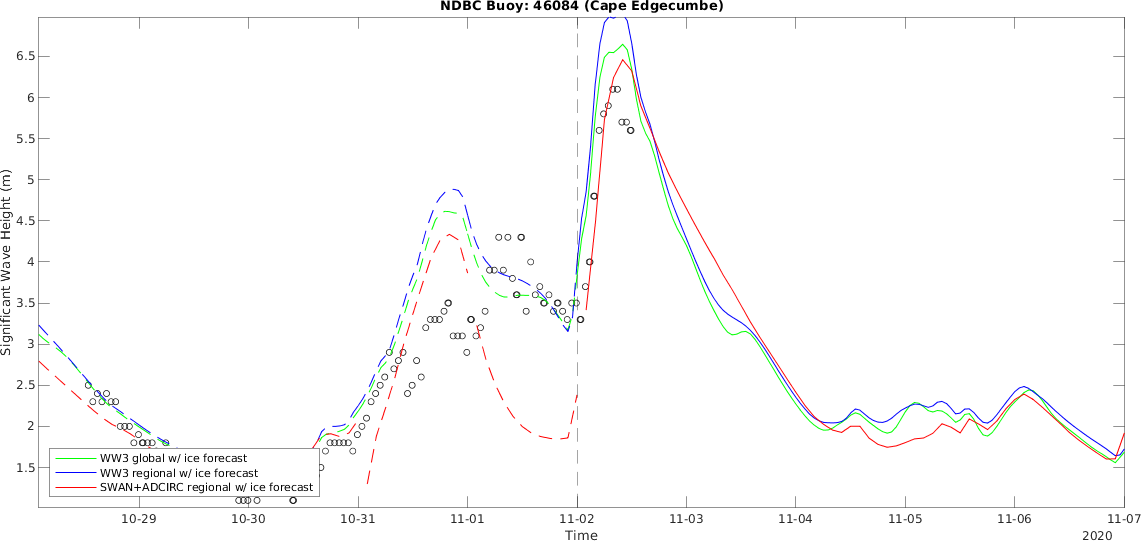 NDBC Buoy: 46084 (Cape Edgecumbe)
Significant Wave Height (m)
6.5
6
5.5
5
4.5
4
3.5
3
2.5
2
1.5
WW3 global w/ ice forecast
WW3 regional w/ ice forecast
SWAN+ADCIRC regional w/ ice forecast
10-29 10-30 10-31 11-01 11-02 11-03 11-04 11-05 11-06 11-07
Time
2020